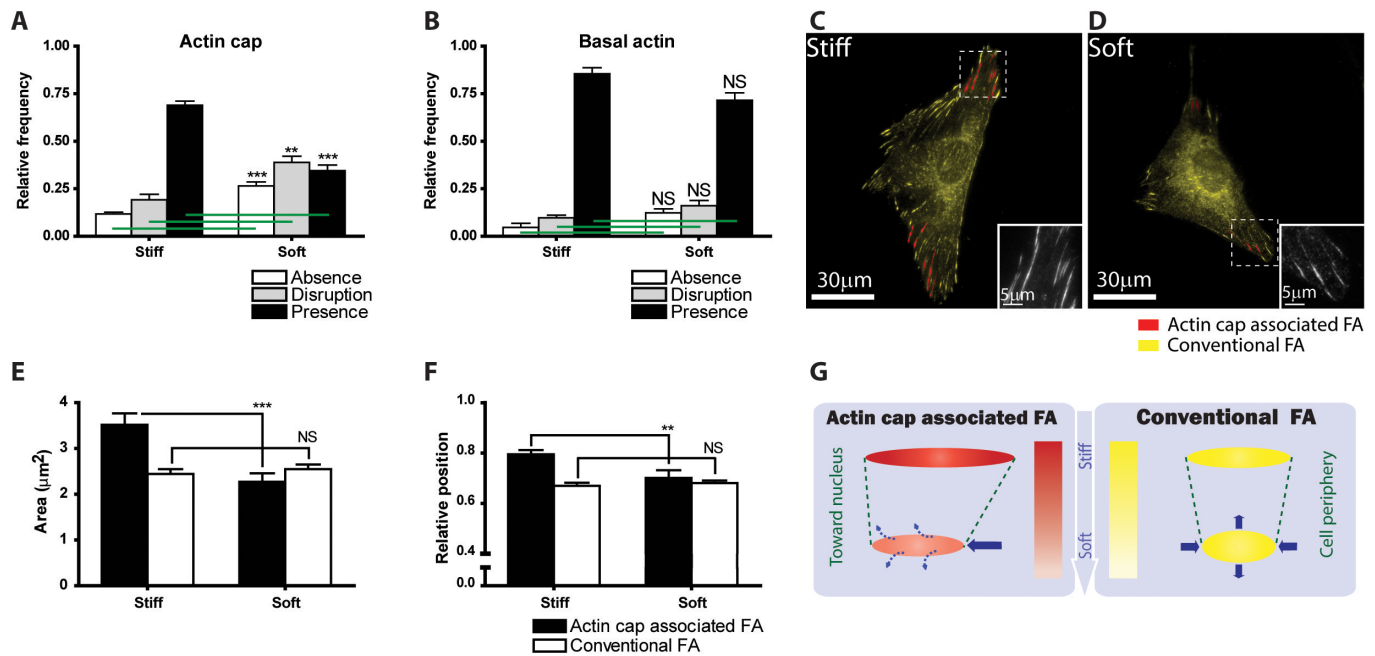 A
Actin cap
Relative frequency
1.00
0.75
0.50
0.25
0.00
***
**
***
Stiff
Soft
Absence
Disruption
Presence
B
Basal actin
Relative frequency
1.00
0.75
0.50
0.25
0.00
NS
NS
NS
Stiff
Soft
Absence
Disruption
Presence
C
Stiff
30μm
5μm
D
Soft
30μm
5μm
Actin cap associated FA
Conventional FA
E
Area (μm²)
4
3
2
1
0
***
NS
Stiff
Soft
F
Relative position
1.0
0.8
0.6
0.4
0.0
**
NS
Stiff
Soft
Actin cap associated FA
Conventional FA
G
Actin cap associated FA
Toward nucleus
Stiff
Soft
Conventional FA
Cell periphery